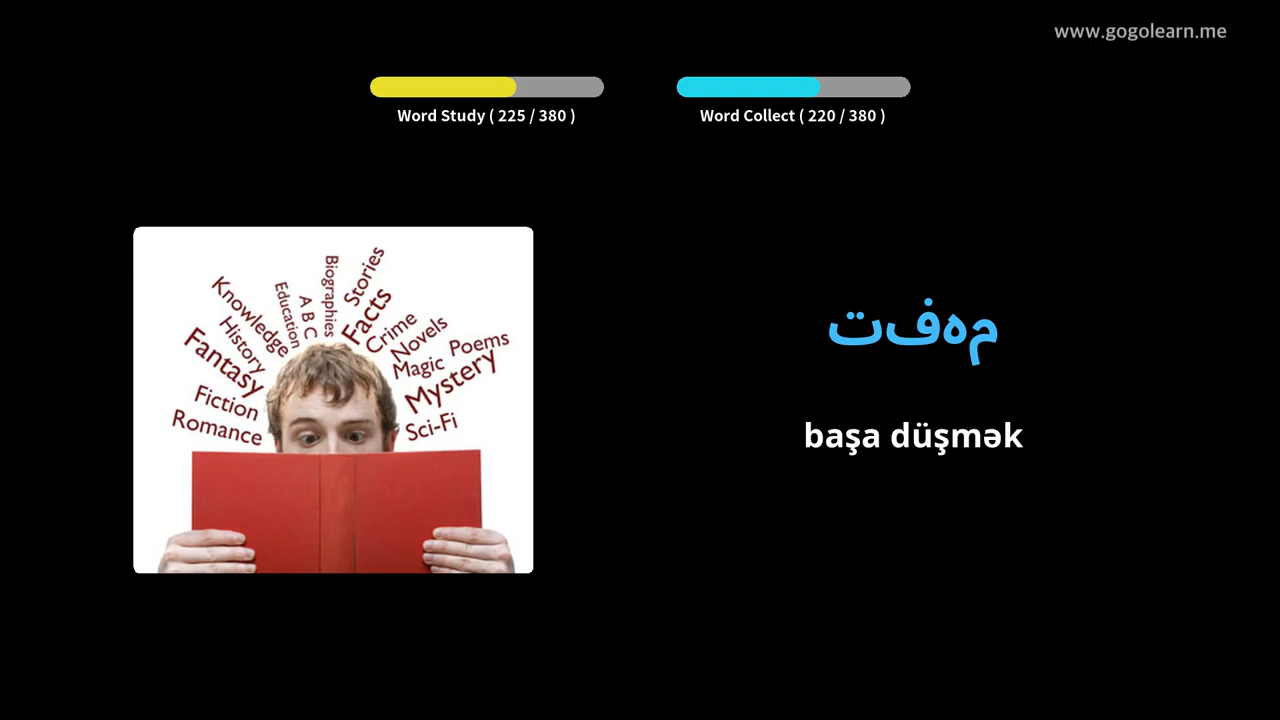 www.gogolearn.me
Word Study ( 225 / 380 )
Word Collect ( 220 / 380 )
Knowledge
Education
A B C
Biographies
Stories
Facts
History
Crime
Novels
Poems
Fantasy
Magic
Mystery
Fiction
Romance
Sci-Fi
مهفت
başa düşmək